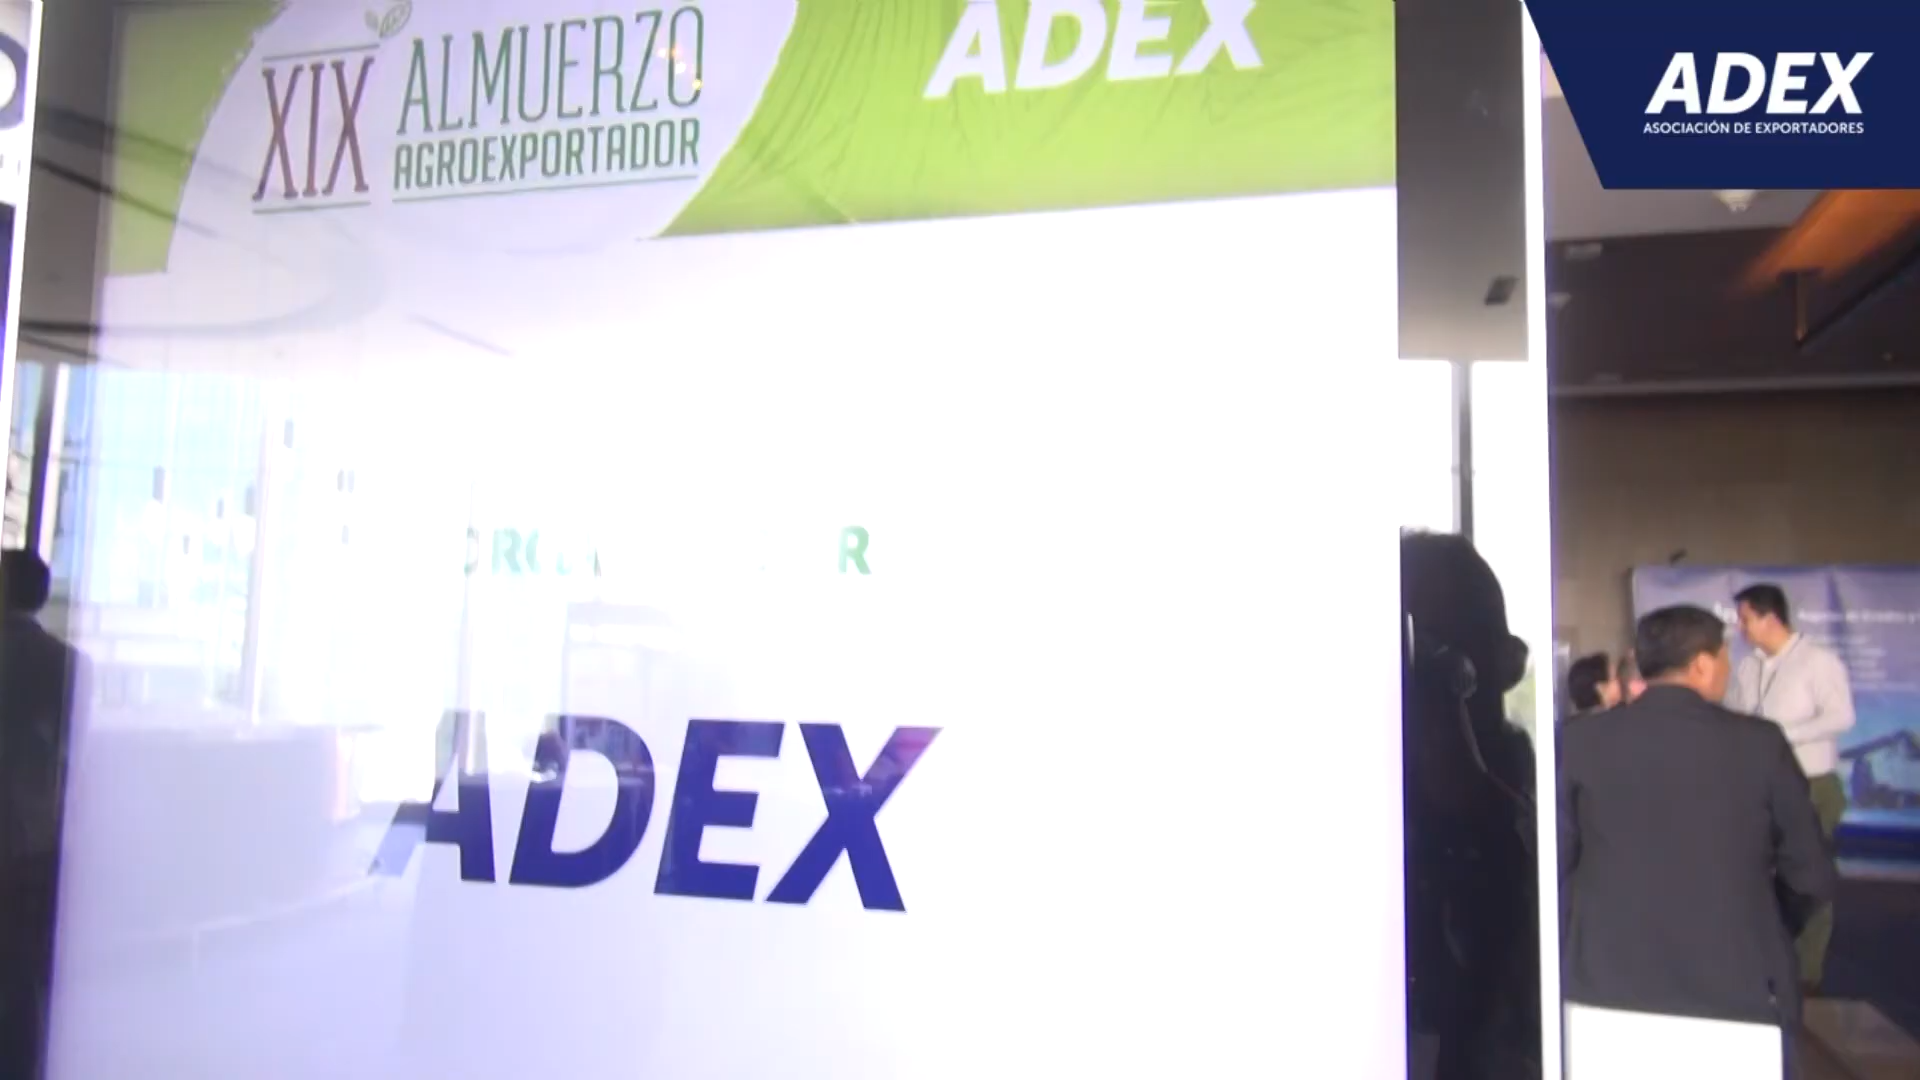 XIX ALMUERZO
AGROEXPORTADOR
ADEX
ADEX
ASOCIACIÓN DE EXPORTADORES
ADEX